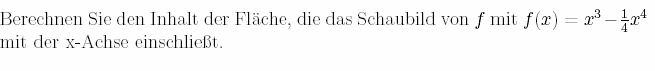 Berechnen Sie den Inhalt der Fläche, die das Schaubild von f mit f(x) = x³ − ¼x⁴
mit der x-Achse einschließt.